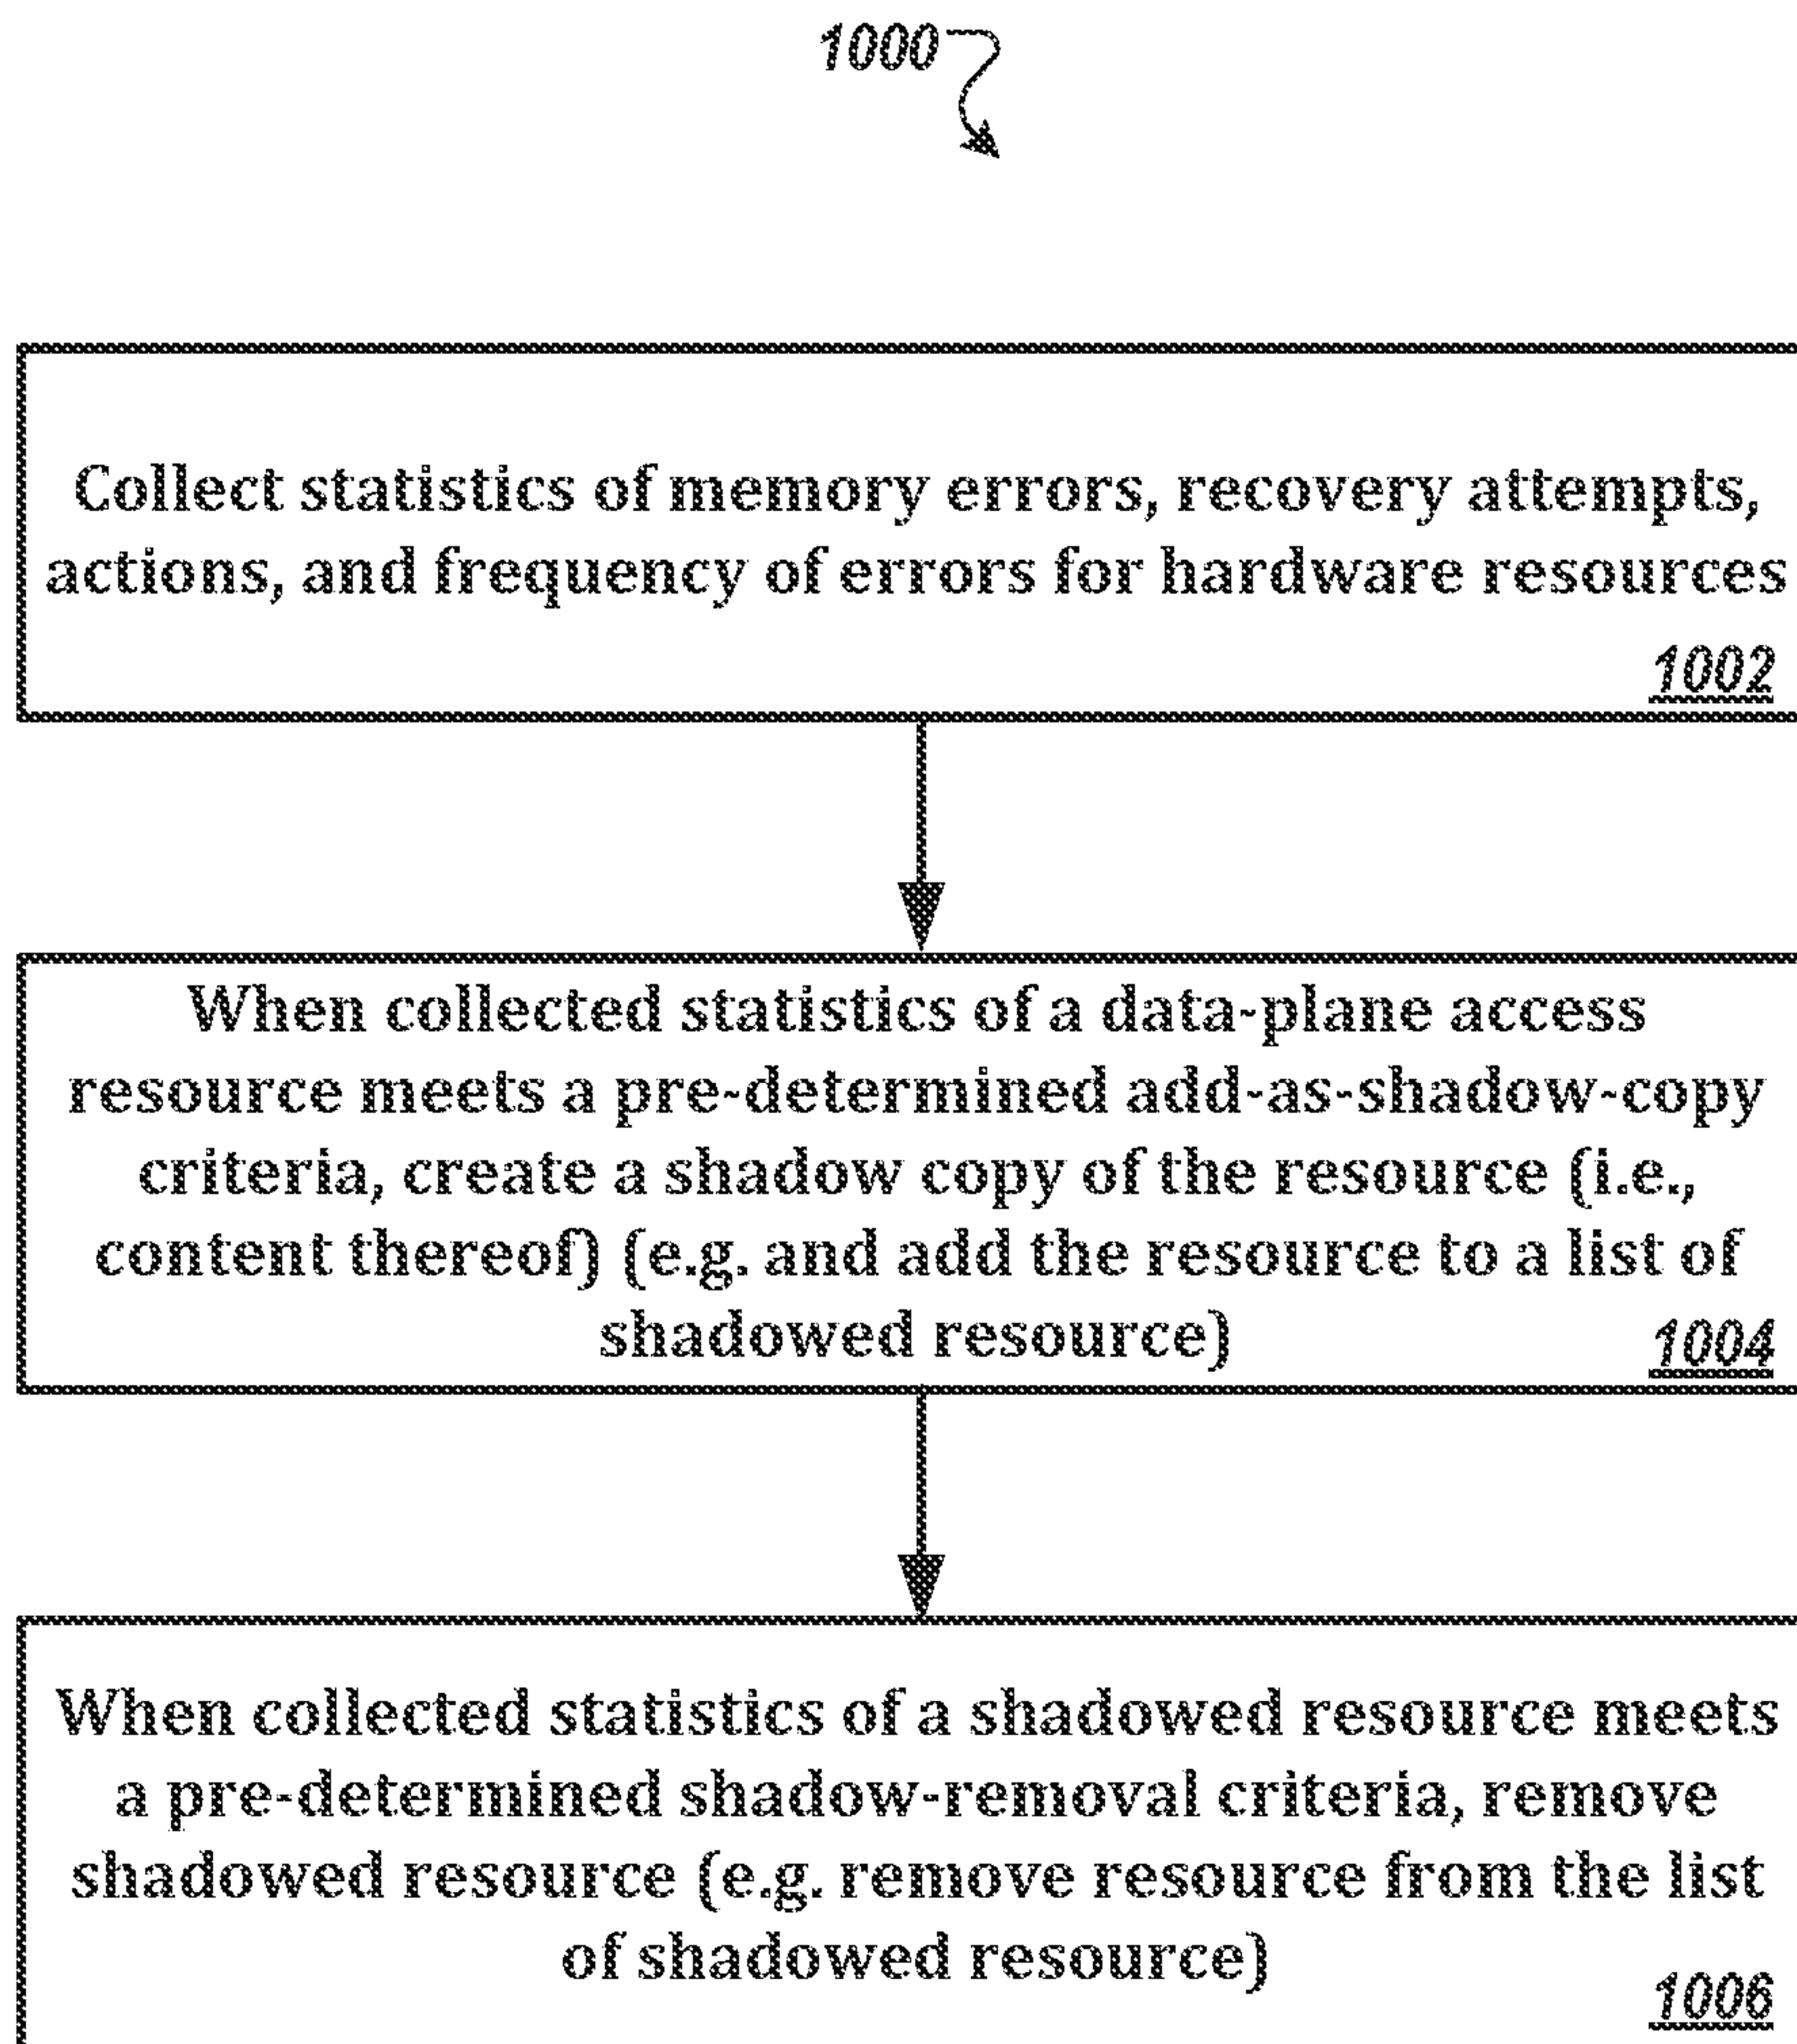 1000
Collect statistics of memory errors, recovery attempts,
actions, and frequency of errors for hardware resources
1002
When collected statistics of a data-plane access
resource meets a pre-determined add-as-shadow-copy
criteria, create a shadow copy of the resource (i.e.,
content thereof) (e.g. and add the resource to a list of
shadowed resource)
1004
When collected statistics of a shadowed resource meets
a pre-determined shadow-removal criteria, remove
shadowed resource (e.g. remove resource from the list
of shadowed resource)
1006